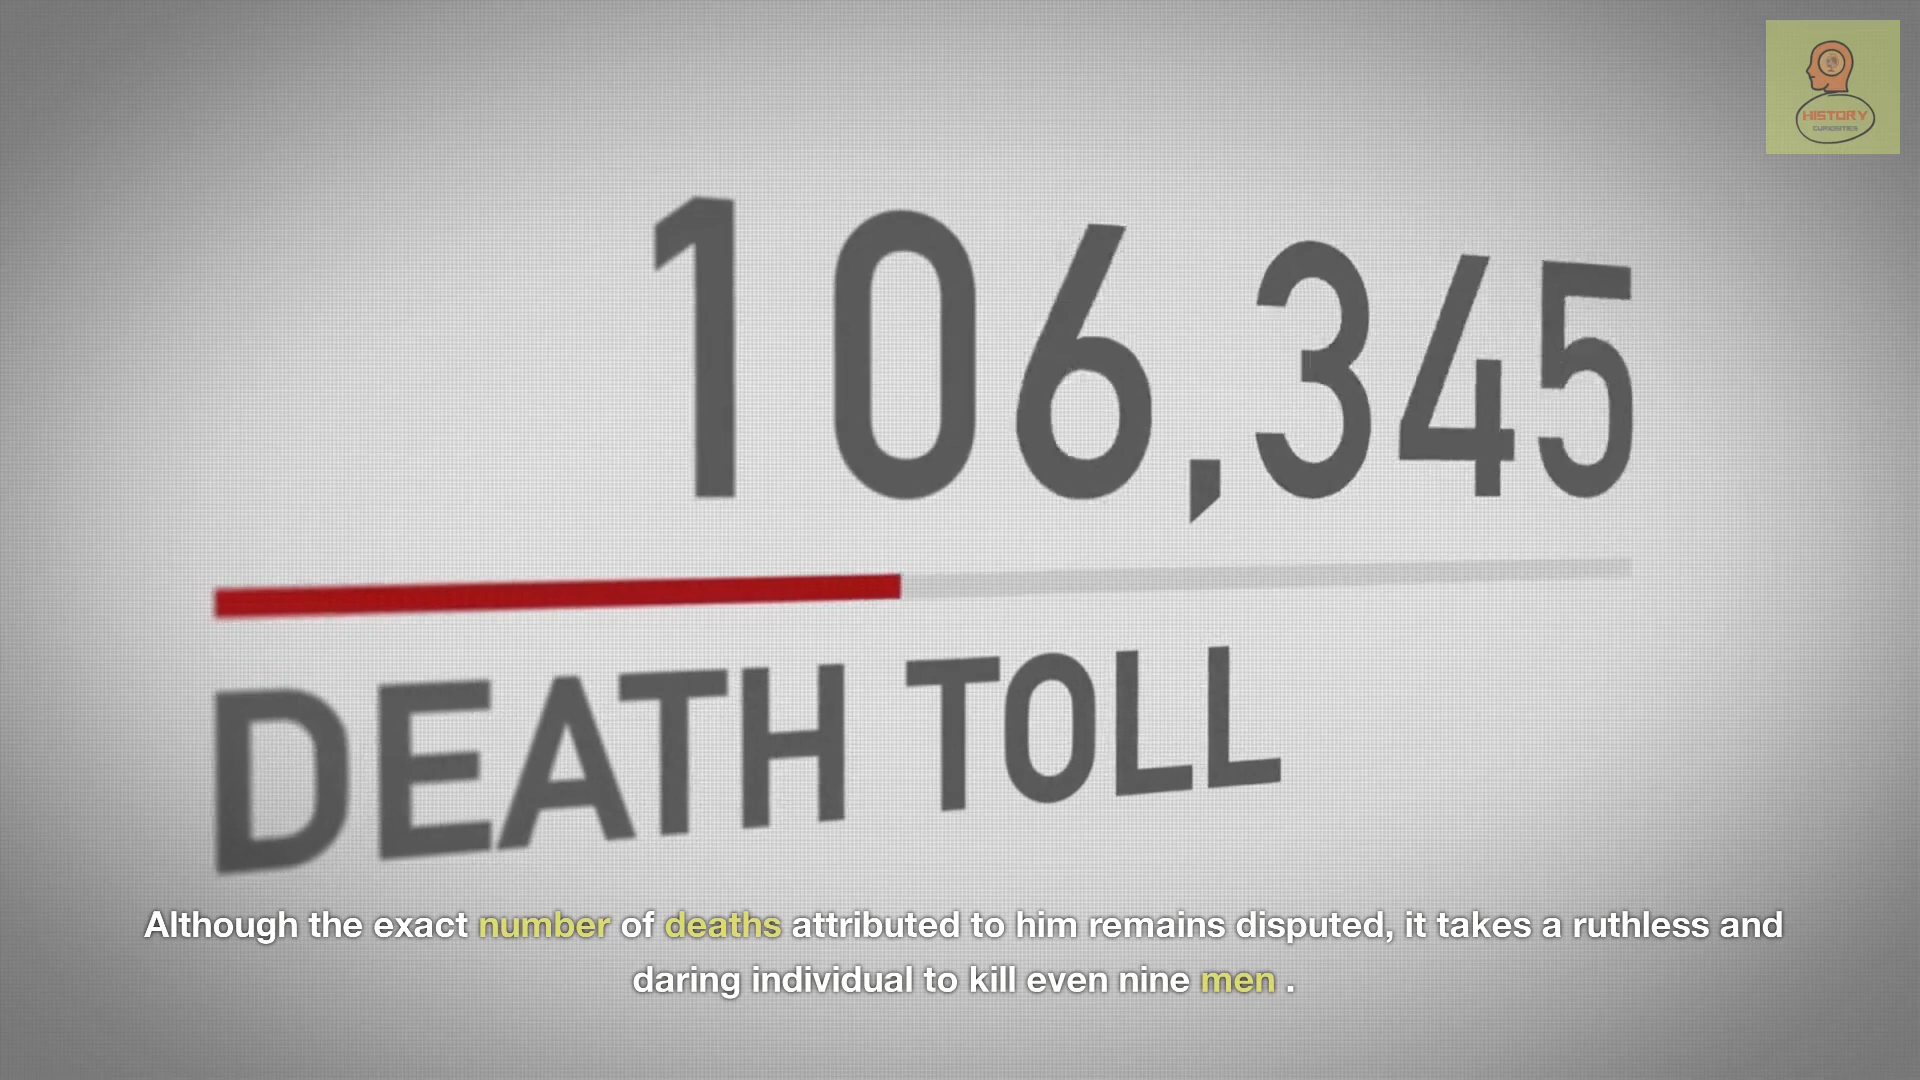 HISTORY
CURIOSITIES
106,345
DEATH TOLL
Although the exact number of deaths attributed to him remains disputed, it takes a ruthless and
daring individual to kill even nine men .